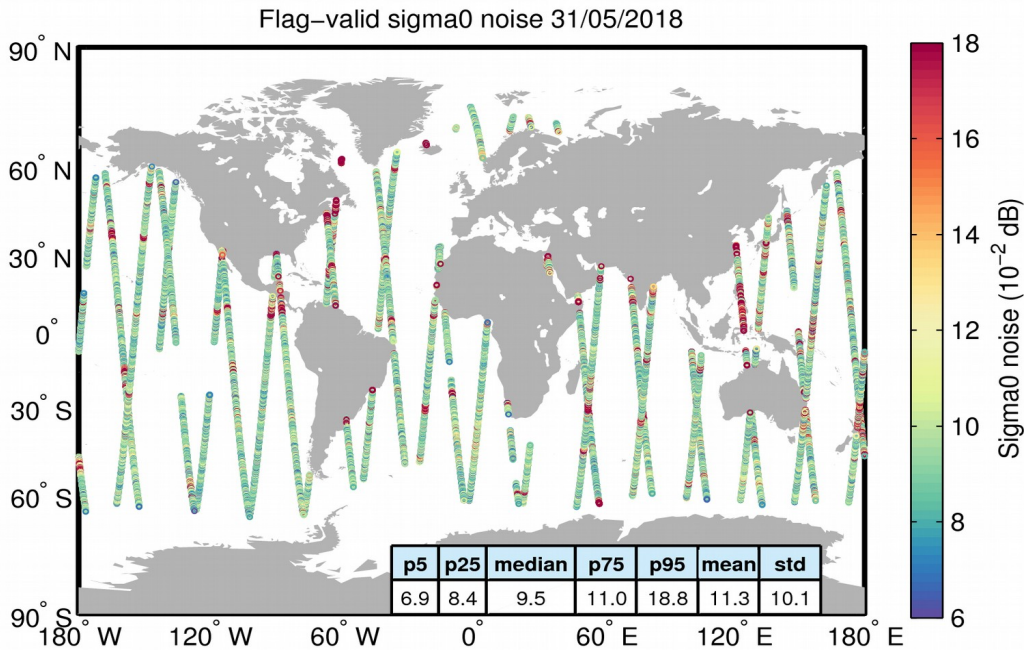 Flag−valid sigma0 noise 31/05/2018
90° N
60° N
30° N
0°
30° S
60° S
90° S
180° W 120° W 60° W 0° 60° E 120° E 180° E
p5 p25 median p75 p95 mean std
6.9 8.4 9.5 11.0 18.8 11.3 10.1
18
16
14
12
10
8
6
Sigma0 noise (10−2 dB)